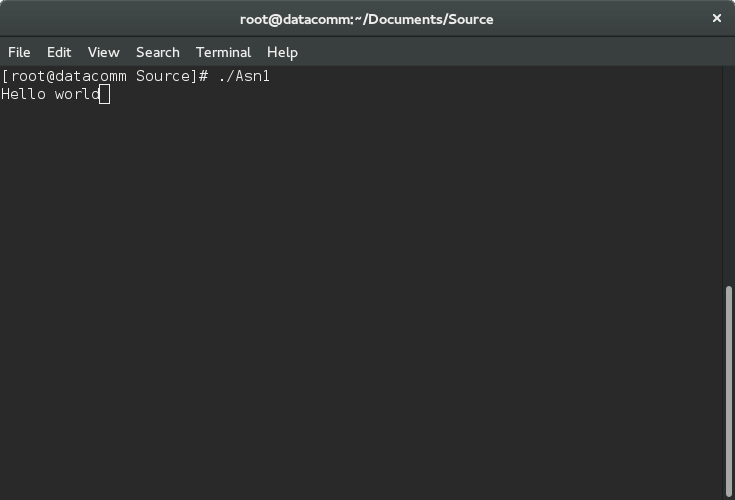 root@datacomm:~/Documents/Source
File Edit View Search Terminal Help
[root@datacomm Source]# ./Asn1
Hello world